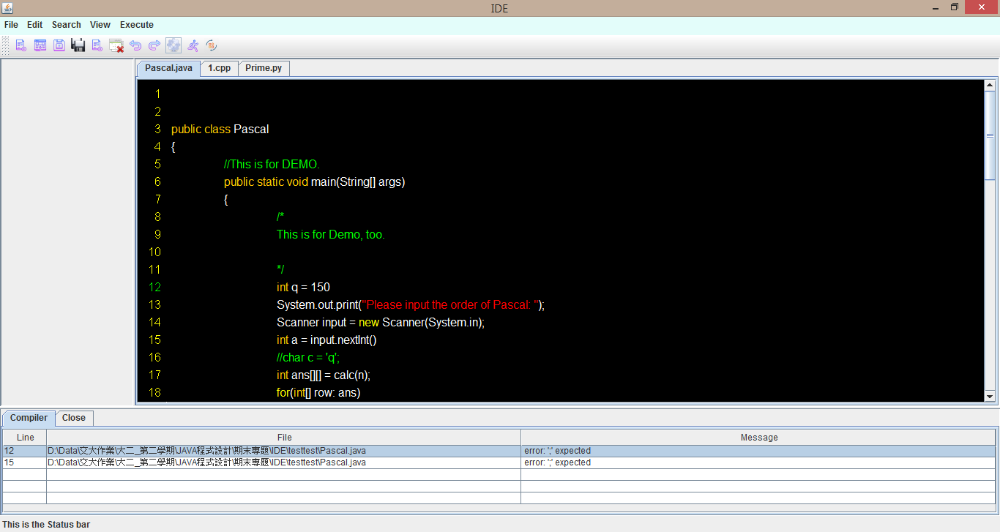 IDE
File Edit Search View Execute
Pascal.java 1.cpp Prime.py
1
2
3 public class Pascal
4 {
5 //This is for DEMO.
6 public static void main(String[] args)
7 {
8 /*
9 This is for Demo, too.
10
11 */
12 int q = 150
13 System.out.print("Please input the order of Pascal: ");
14 Scanner input = new Scanner(System.in);
15 int a = input.nextInt()
16 //char c = 'q';
17 int ans[][] = calc(n);
18 for(int[] row: ans)
Compiler Close
Line File Message
12 D:\Data\交大作業\大二_第二學期\JAVA程式設計\期末專題\IDE\testtest\Pascal.java error: ';' expected
15 D:\Data\交大作業\大二_第二學期\JAVA程式設計\期末專題\IDE\testtest\Pascal.java error: ';' expected
This is the Status bar